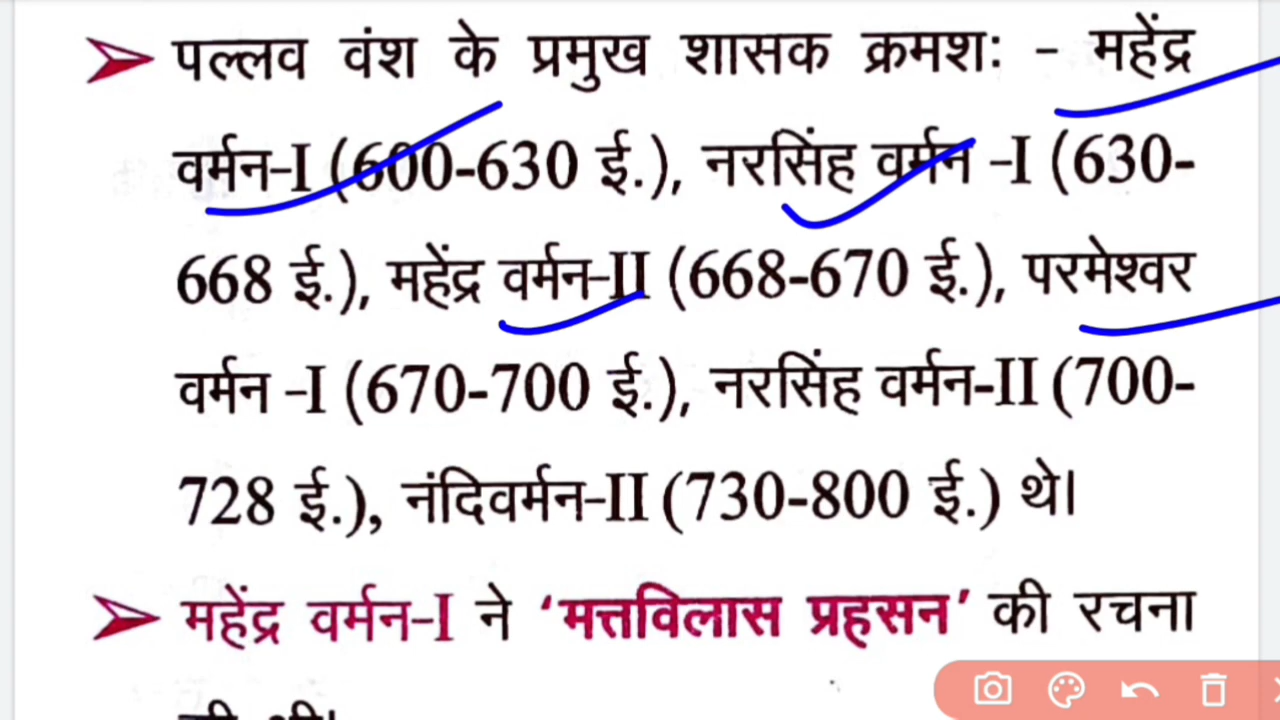 पल्लव वंश के प्रमुख शासक क्रमश: - महेंद्र
वर्मन-I (600-630 ई.), नरसिंह वर्मन -I (630-
668 ई.), महेंद्र वर्मन-II (668-670 ई.), परमेश्वर
वर्मन -I (670-700 ई.), नरसिंह वर्मन-II (700-
728 ई.), नंदिवर्मन-II (730-800 ई.) थे।
महेंद्र वर्मन-I ने ‘मत्तविलास प्रहसन’ की रचना